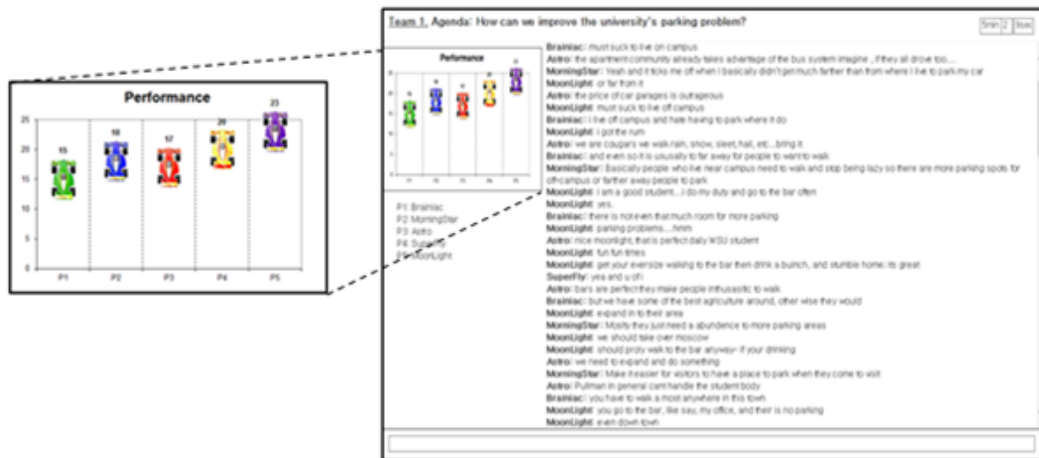 Team 1. Agenda: How can we improve the university's parking problem?
5min 2
Performance
23
20
18
17
15
25
20
15
10
5
0
P1 P2 P3 P4 P5
Performance
P1 P2 P3 P4 P5
P1: Brainiac
P2: MorningStar
P3: Astro
P4: SuperFly
MoonLight
Brainiac: must suck to live on campus
Astro: the apartment community already takes advantage of the bus system imagine , if they all drove too....
MorningStar: Yeah and it ticks me off when I basically didn't get much farther than from where I like to park my car
MoonLight: or far from it
Astro: the price of car garages is outrageous
MoonLight: must suck to live off campus
Brainiac: i live off campus and hate having to park where it do
MoonLight: i got the rum
Astro: we are cougars we walk rain, snow, sleet, hail, etc...bring it
Brainiac: and even so it is ususally to far away for people to want to walk
MorningStar: Basically people who live near campus need to walk and stop being lazy so there are more parking spots for
off-campus or farther away people to park
MoonLight: i am a good student....i do my duty and go to the bar often
MoonLight: yes.
Brainiac: there is not even that much room for more parking
MoonLight: parking problems....hmm
Astro: nice moonlight, that is perfect daily WSU student
MoonLight: fun fun times
MoonLight: get your exersize walking to the bar then drink a buinch, and stumble home; its great
SuperFly: yea and u of i
Astro: bars are perfect they make people inthusastic to walk
Brainiac: but we have some of the best agriculture around, other wise they would
MoonLight: expand in to their area
MorningStar: Mostly they just need a abundence to more parking areas
MoonLight: we should take over moscow
MoonLight: should proly walk to the bar anyway- if your drinking
Astro: we need to expand and do something
MorningStar: Make it easier for visitors to have a place to park when they come to visit
Astro: Pullman in general cant handle the student body
Brainiac: you have to walk a most anywhere in this town
MoonLight: you go to the bar, like say, my office, and their is no parking
MoonLight: even down town